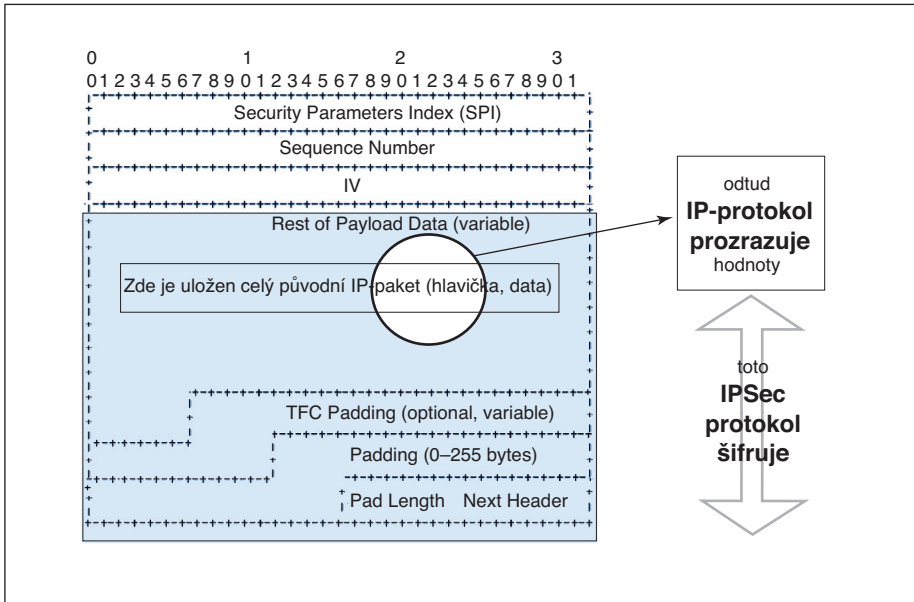 0 1 2 3
0 1 2 3 4 5 6 7 8 9 0 1 2 3 4 5 6 7 8 9 0 1 2 3 4 5 6 7 8 9 0 1
Security Parameters Index (SPI)
Sequence Number
IV
Rest of Payload Data (variable)
Zde je uložen celý původní IP-paket (hlavička, data)
TFC Padding (optional, variable)
Padding (0–255 bytes)
Pad Length Next Header
odtud
IP-protokol
prozrazuje
hodnoty
toto
IPSec
protokol
šifruje